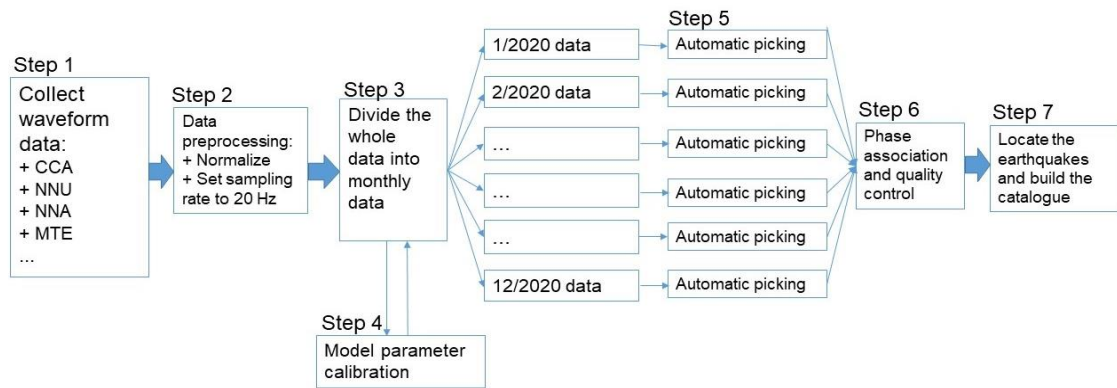 Step 1
Collect
waveform
data:
+ CCA
+ NNU
+ NNA
+ MTE
...
Step 2
Data
preprocessing:
+ Normalize
+ Set sampling
rate to 20 Hz
Step 3
Divide the
whole
data into
monthly
data
Step 4
Model parameter
calibration
1/2020 data
2/2020 data
...
...
...
12/2020 data
Step 5
Automatic picking
Automatic picking
Automatic picking
Automatic picking
Automatic picking
Automatic picking
Step 6
Phase
association
and quality
control
Step 7
Locate the
earthquakes
and build the
catalogue